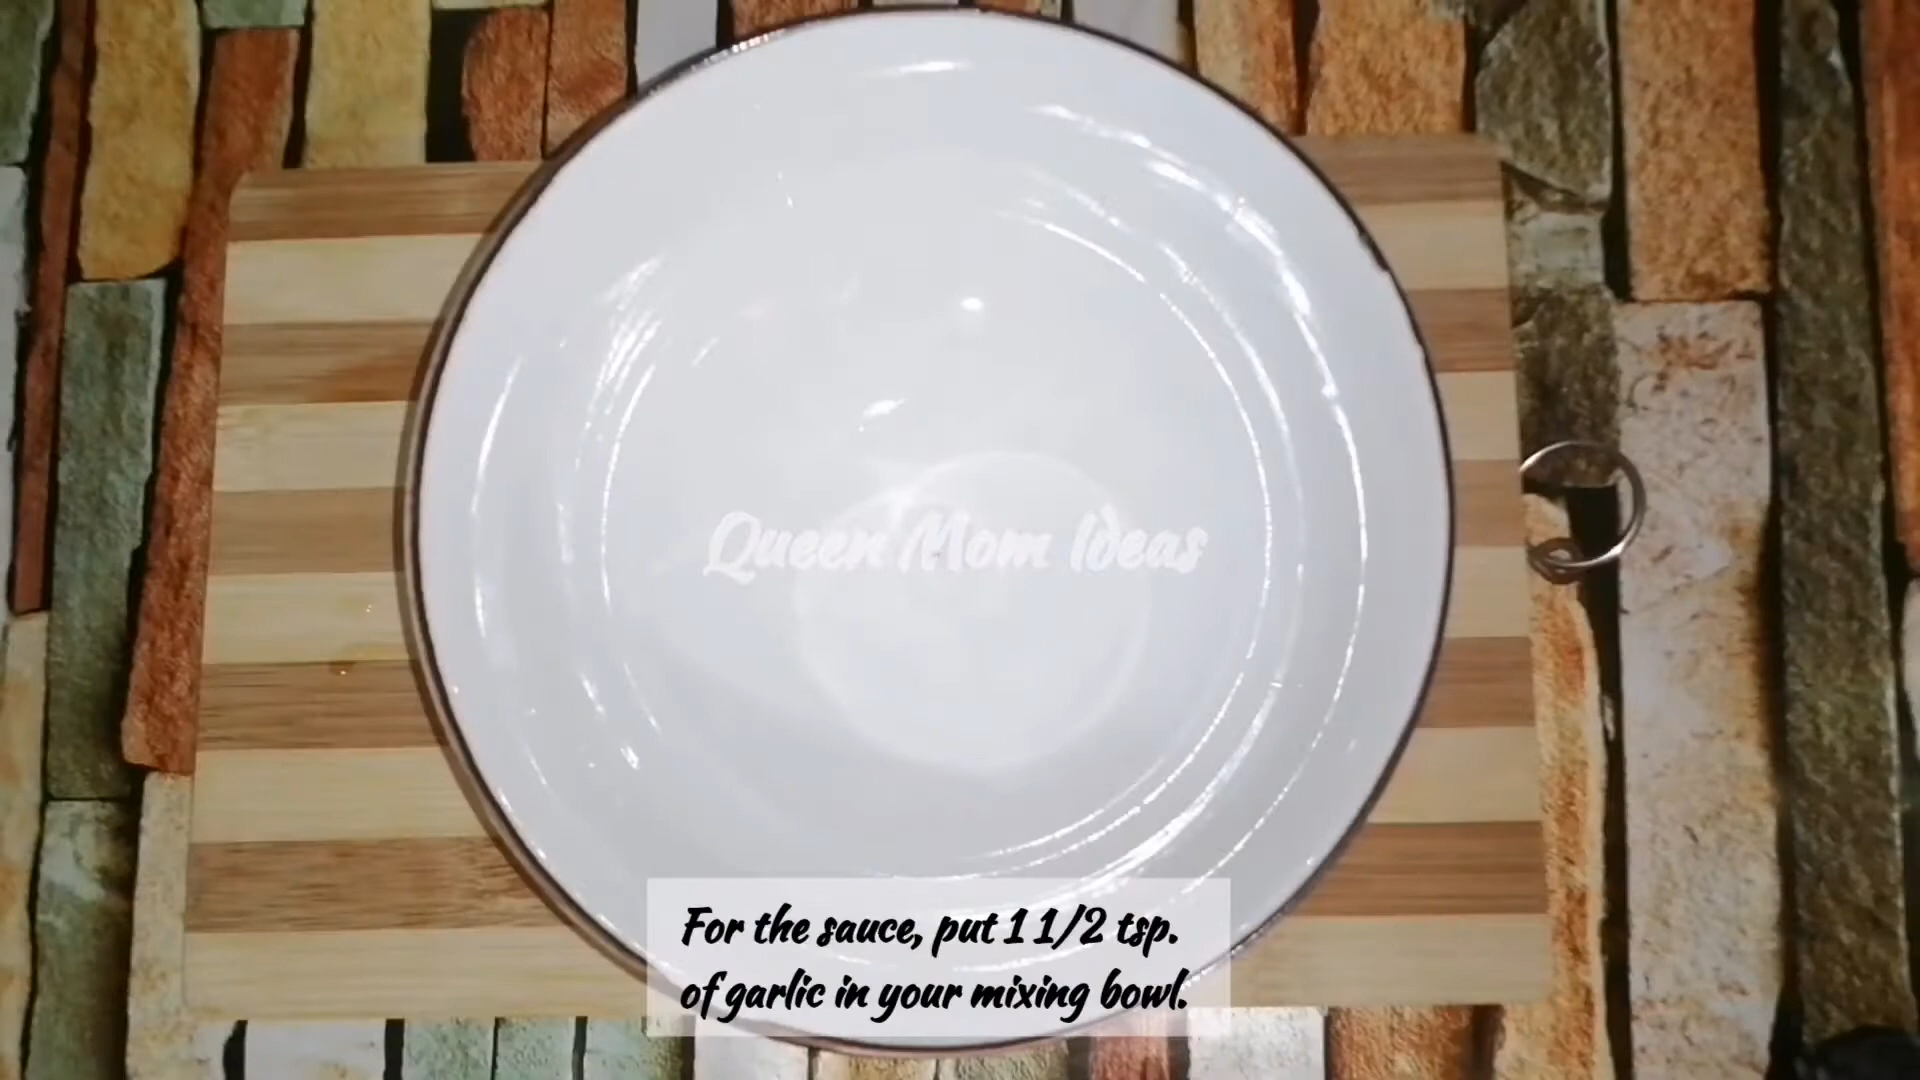 Queen Mom Ideas
For the sauce, put 1 1/2 tsp.
of garlic in your mixing bowl.